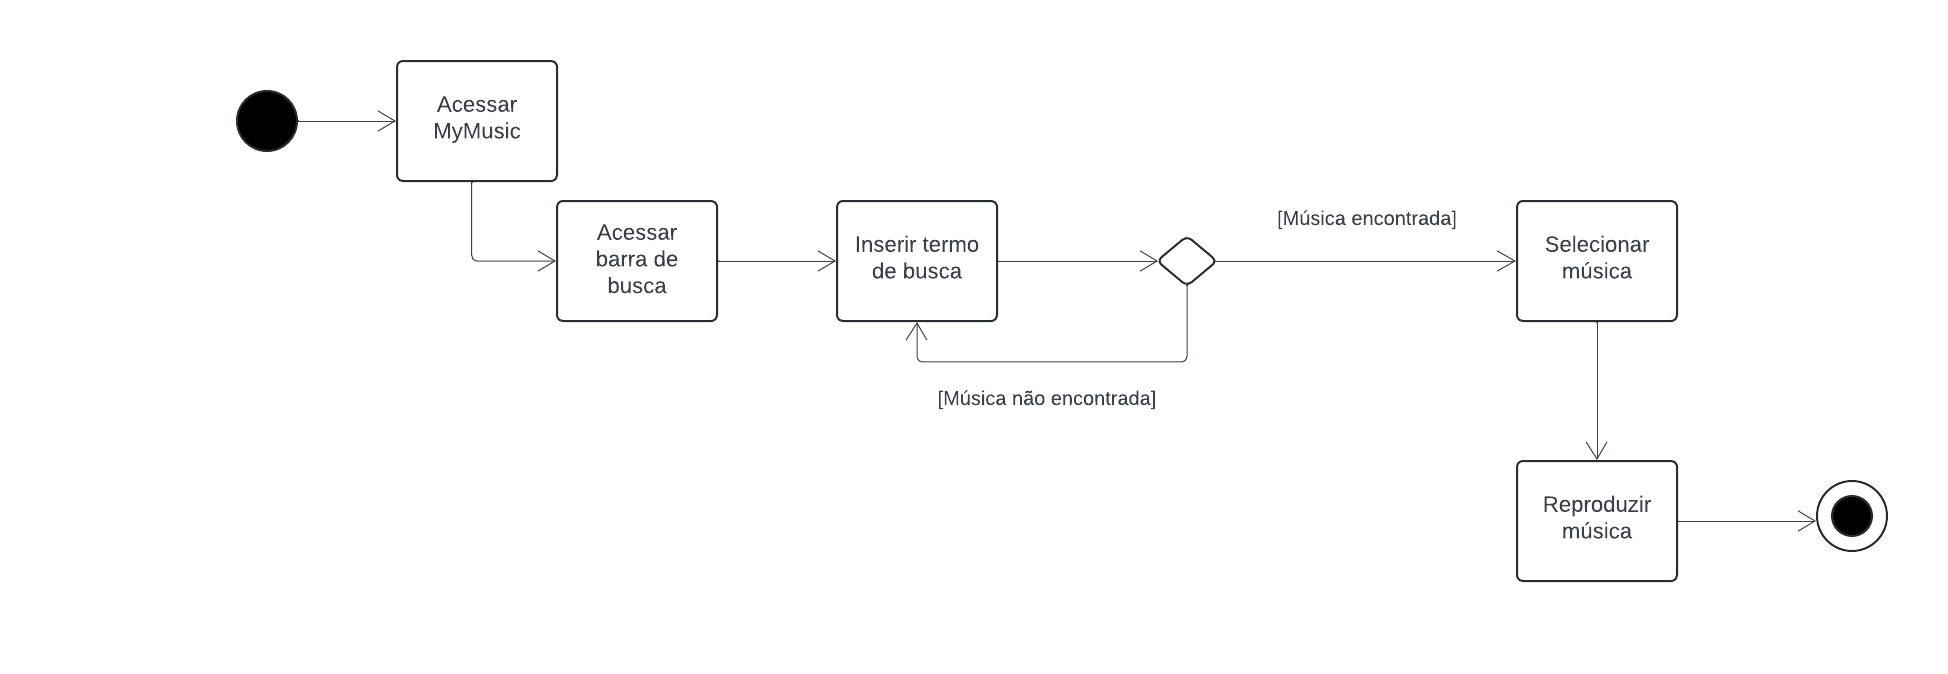 Acessar
MyMusic
Acessar
barra de
busca
Inserir termo
de busca
[Música encontrada]
[Música não encontrada]
Selecionar
música
Reproduzir
música